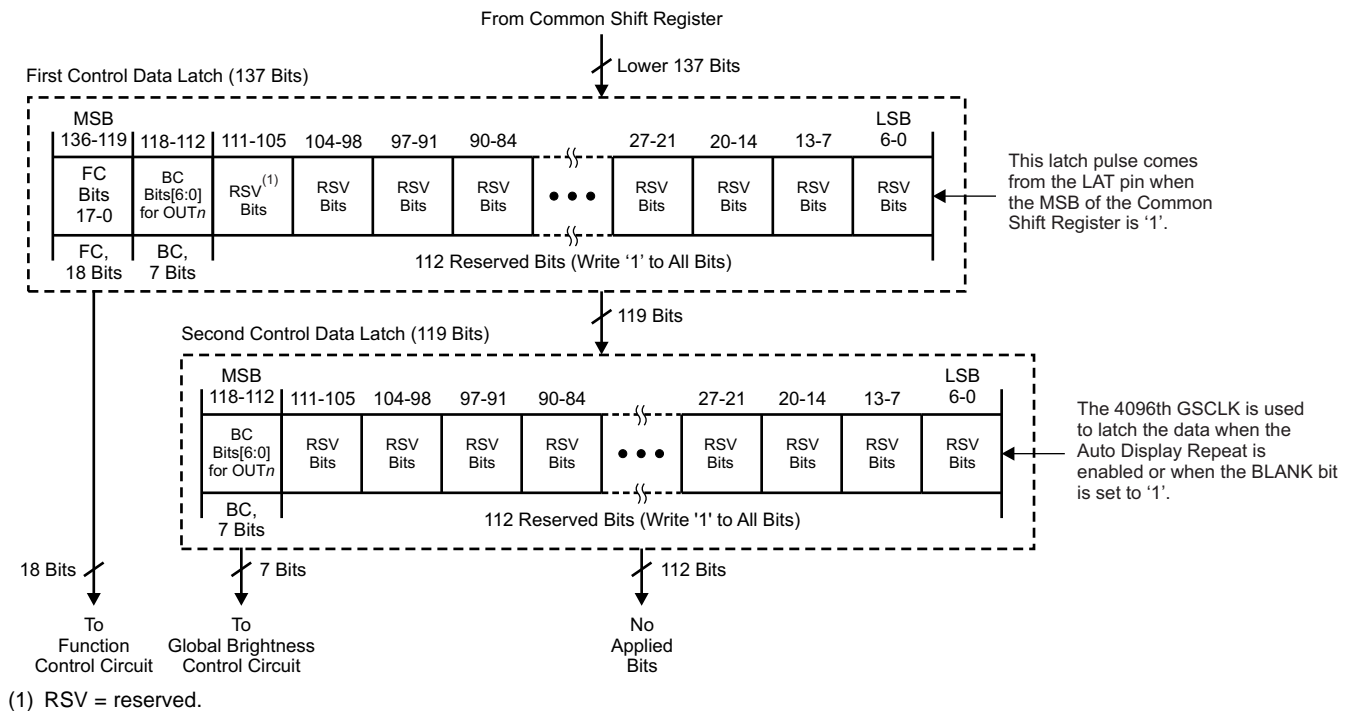 From Common Shift Register
Lower 137 Bits
First Control Data Latch (137 Bits)
MSB
LSB
136-119 118-112 111-105 104-98 97-91 90-84 27-21 20-14 13-7 6-0
FC
Bits
17-0
BC
Bits[6:0]
for OUTn
RSV(1)
Bits
RSV
Bits
RSV
Bits
RSV
Bits
RSV
Bits
RSV
Bits
RSV
Bits
RSV
Bits
This latch pulse comes
from the LAT pin when
the MSB of the Common
Shift Register is ‘1’.
FC,
18 Bits
BC,
7 Bits
112 Reserved Bits (Write ‘1’ to All Bits)
119 Bits
Second Control Data Latch (119 Bits)
MSB
LSB
118-112 111-105 104-98 97-91 90-84 27-21 20-14 13-7 6-0
BC
Bits[6:0]
for OUTn
RSV
Bits
RSV
Bits
RSV
Bits
RSV
Bits
RSV
Bits
RSV
Bits
RSV
Bits
RSV
Bits
The 4096th GSCLK is used
to latch the data when the
Auto Display Repeat is
enabled or when the BLANK bit
is set to ‘1’.
BC,
7 Bits
112 Reserved Bits (Write '1' to All Bits)
18 Bits
7 Bits
112 Bits
To
Function
Control Circuit
To
Global Brightness
Control Circuit
No
Applied
Bits
(1) RSV = reserved.